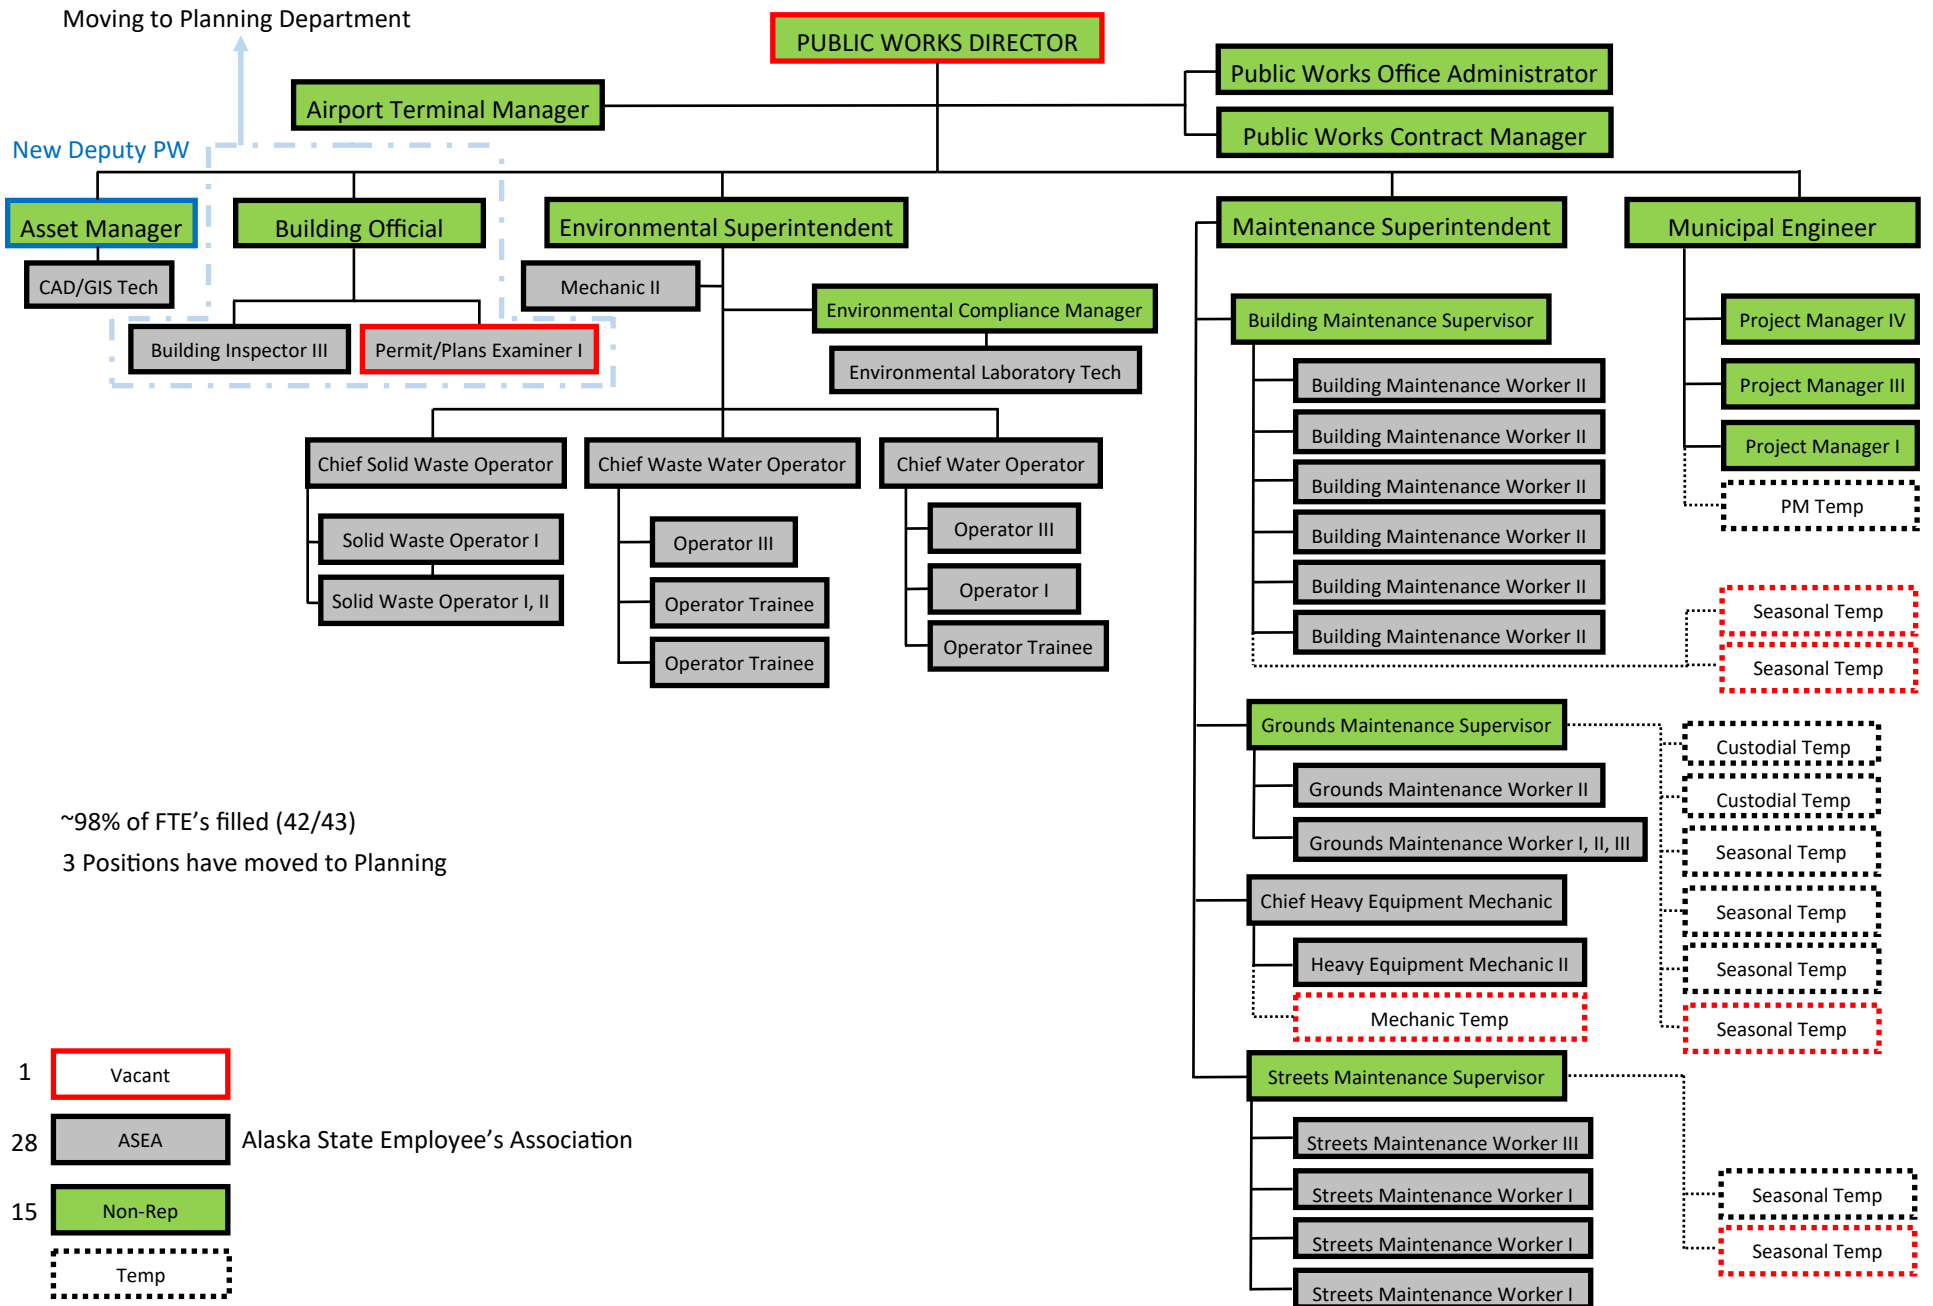 Moving to Planning Department
PUBLIC WORKS DIRECTOR
Public Works Office Administrator
Airport Terminal Manager
Public Works Contract Manager
New Deputy PW
Asset Manager
Building Official
Environmental Superintendent
Maintenance Superintendent
Municipal Engineer
CAD/GIS Tech
Building Inspector III
Permit/Plans Examiner I
Mechanic II
Environmental Compliance Manager
Environmental Laboratory Tech
Chief Solid Waste Operator
Solid Waste Operator I
Solid Waste Operator I, II
Chief Waste Water Operator
Operator III
Operator Trainee
Operator Trainee
Chief Water Operator
Operator III
Operator I
Operator Trainee
Building Maintenance Supervisor
Building Maintenance Worker II
Building Maintenance Worker II
Building Maintenance Worker II
Building Maintenance Worker II
Building Maintenance Worker II
Building Maintenance Worker II
Seasonal Temp
Seasonal Temp
Project Manager IV
Project Manager III
Project Manager I
PM Temp
Grounds Maintenance Supervisor
Grounds Maintenance Worker II
Grounds Maintenance Worker I, II, III
Custodial Temp
Custodial Temp
Seasonal Temp
Seasonal Temp
Seasonal Temp
Seasonal Temp
Chief Heavy Equipment Mechanic
Heavy Equipment Mechanic II
Mechanic Temp
Streets Maintenance Supervisor
Streets Maintenance Worker III
Streets Maintenance Worker I
Streets Maintenance Worker I
Streets Maintenance Worker I
Seasonal Temp
Seasonal Temp
~98% of FTE's filled (42/43)
3 Positions have moved to Planning
1 Vacant
28 ASEA Alaska State Employee's Association
15 Non-Rep
Temp